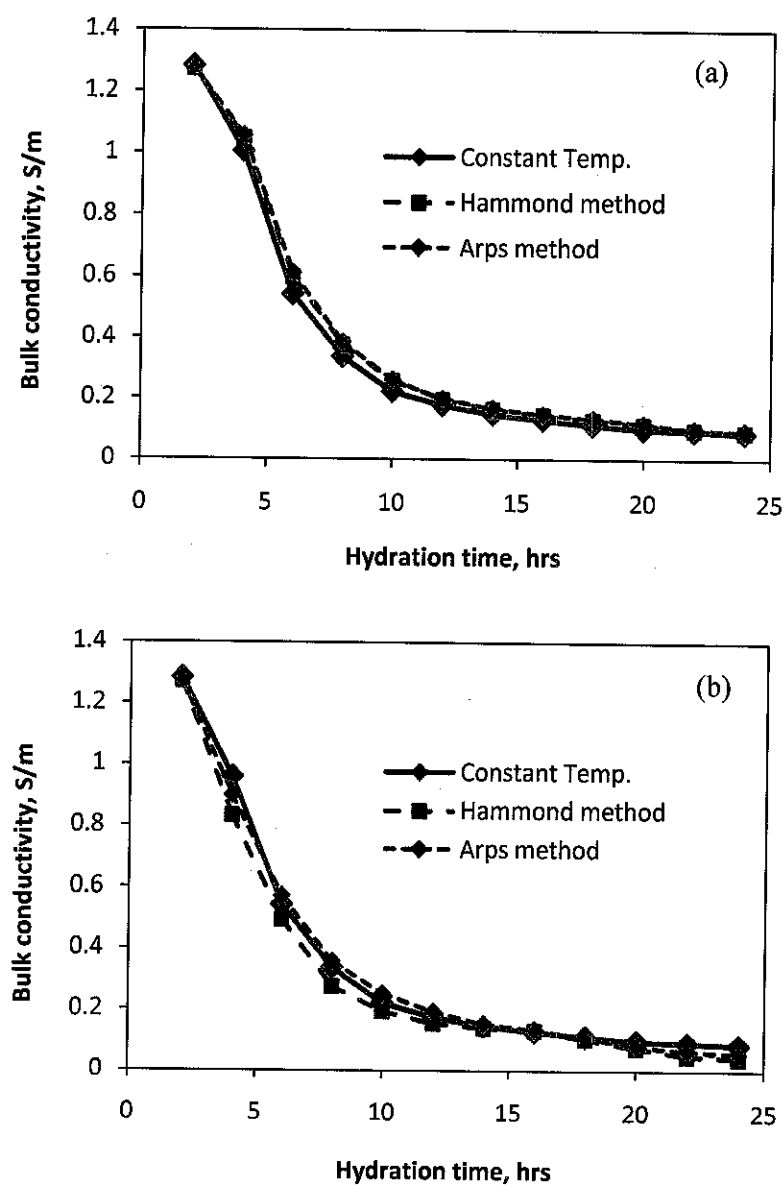 1.4
1.2
1
0.8
0.6
0.4
0.2
0
Bulk conductivity, S/m
(a)
Constant Temp.
Hammond method
Arps method
0 5 10 15 20 25
Hydration time, hrs
1.4
1.2
1
0.8
0.6
0.4
0.2
0
Bulk conductivity, S/m
(b)
Constant Temp.
Hammond method
Arps method
0 5 10 15 20 25
Hydration time, hrs